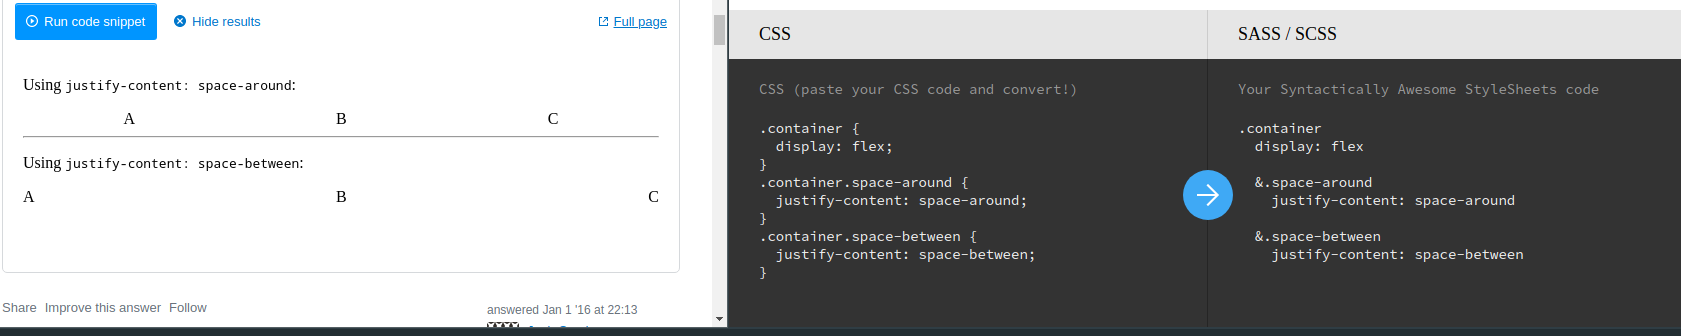 Run code snippet
Hide results
Full page
Using justify-content: space-around:
A B C
Using justify-content: space-between:
A B C
Share Improve this answer Follow
answered Jan 1 '16 at 22:13
CSS
CSS (paste your CSS code and convert!)
.container {
  display: flex;
}
.container.space-around {
  justify-content: space-around;
}
.container.space-between {
  justify-content: space-between;
}
SASS / SCSS
Your Syntactically Awesome StyleSheets code
.container
  display: flex
  &.space-around
    justify-content: space-around
  &.space-between
    justify-content: space-between